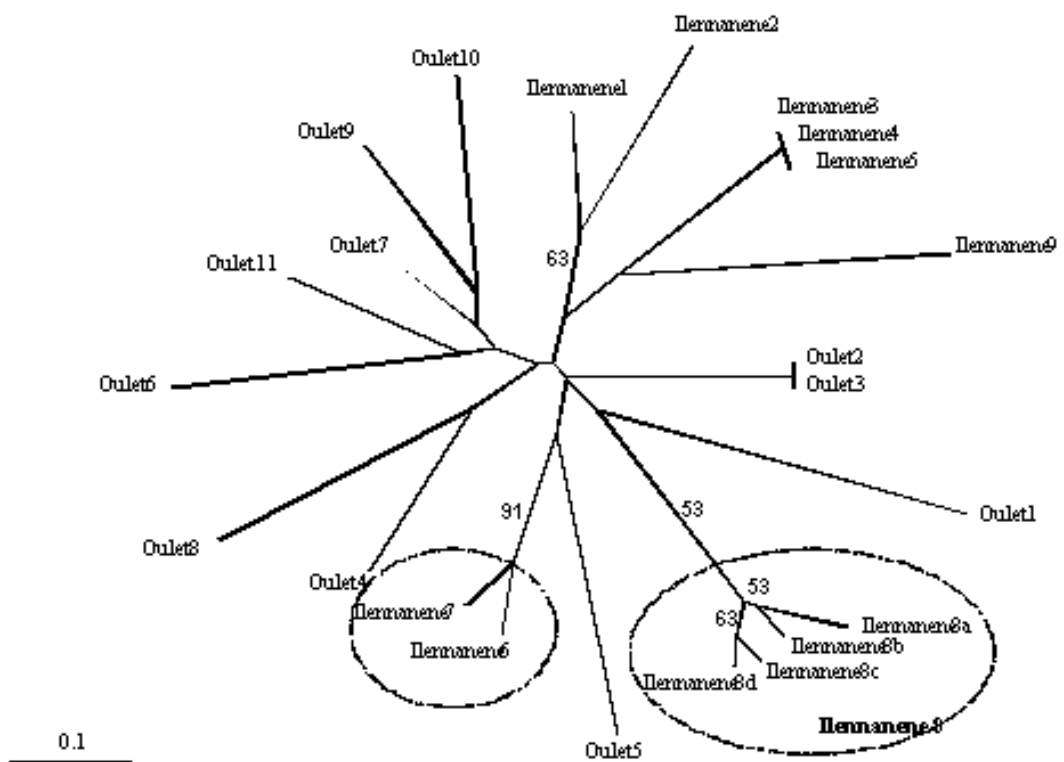 Ilennanene2
Oulet10
Ilennanene1
Ilennanene3
Oulet9
Ilennanene4
Ilennanene5
Oulet7
Ilennanene9
63
Oulet11
Oulet2
Oulet6
Oulet3
91
53
Oulet1
Oulet8
Oulet4
53
Ilennanene7
63
Ilennanene8a
Ilennanene6
Ilennanene8b
Ilennanene8c
Ilennanene8d
Ilennanene8
0.1
Oulet5